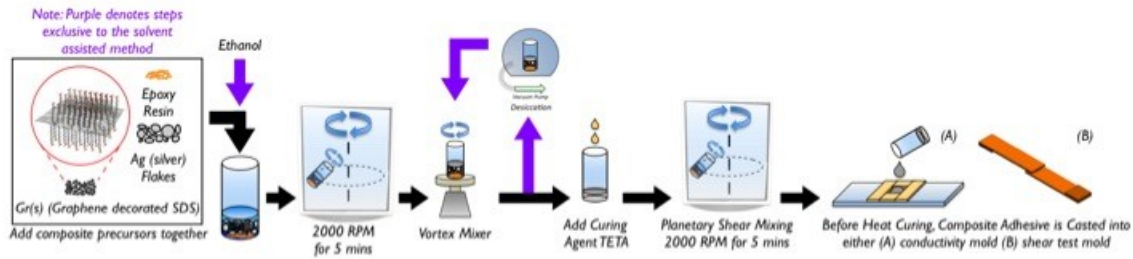 Note: Purple denotes steps
exclusive to the solvent
assisted method
Ethanol
Epoxy
Resin
Ag (silver)
Flakes
Gr(s) (Graphene decorated SDS)
Add composite precursors together
2000 RPM
for 5 mins
Vortex Mixer
Vacuum Pump
Desiccation
Add Curing
Agent TETA
Planetary Shear Mixing
2000 RPM for 5 mins
(A)
(B)
Before Heat Curing, Composite Adhesive is Casted into
either (A) conductivity mold (B) shear test mold